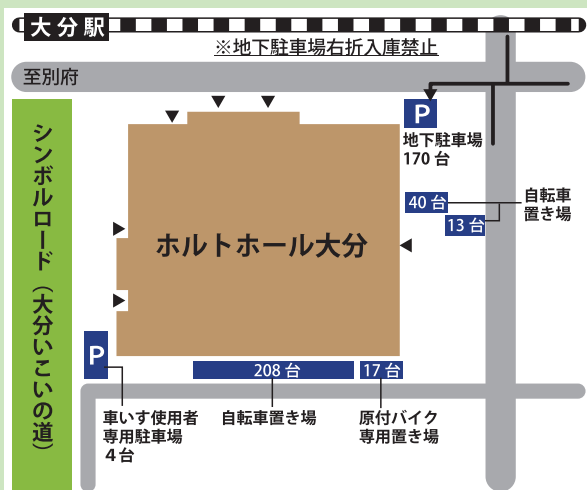 大分駅
※地下駐車場右折入庫禁止
至別府
シンボルロード（大分いこいの道）
P
地下駐車場
170 台
40 台
13 台
自転車
置き場
ホルトホール大分
P
208 台
17 台
車いす使用者
専用駐車場
4 台
自転車置き場
原付バイク
専用置き場